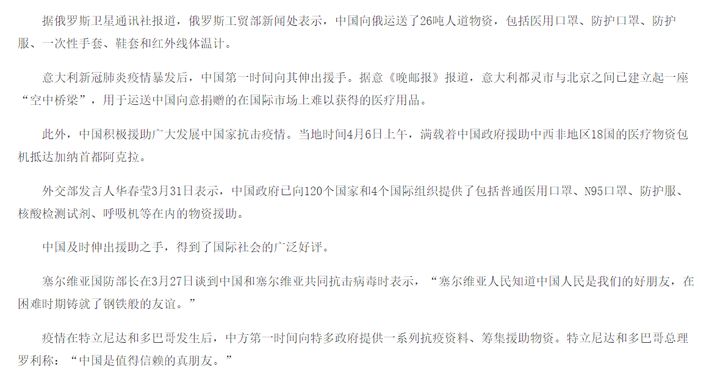 据俄罗斯卫星通讯社报道，俄罗斯工贸部新闻处表示，中国向俄运送了26吨人道物资，包括医用口罩、防护口罩、防护
服、一次性手套、鞋套和红外线体温计。
意大利新冠肺炎疫情暴发后，中国第一时间向其伸出援手。据意《晚邮报》报道，意大利都灵市与北京之间已建立起一座
“空中桥梁”，用于运送中国向意捐赠的在国际市场上难以获得的医疗用品。
此外，中国积极援助广大发展中国家抗击疫情。当地时间4月6日上午，满载着中国政府援助中西非地区18国的医疗物资包
机抵达加纳首都阿克拉。
外交部发言人华春莹3月31日表示，中国政府已向120个国家和4个国际组织提供了包括普通医用口罩、N95口罩、防护服、
核酸检测试剂、呼吸机等在内的物资援助。
中国及时伸出援助之手，得到了国际社会的广泛好评。
塞尔维亚国防部长在3月27日谈到中国和塞尔维亚共同抗击病毒时表示，“塞尔维亚人民知道中国人民是我们的好朋友，在
困难时期铸就了钢铁般的友谊。”
疫情在特立尼达和多巴哥发生后，中方第一时间向特多政府提供一系列抗疫资料、筹集援助物资。特立尼达和多巴哥总理
罗利称：“中国是值得信赖的真朋友。”